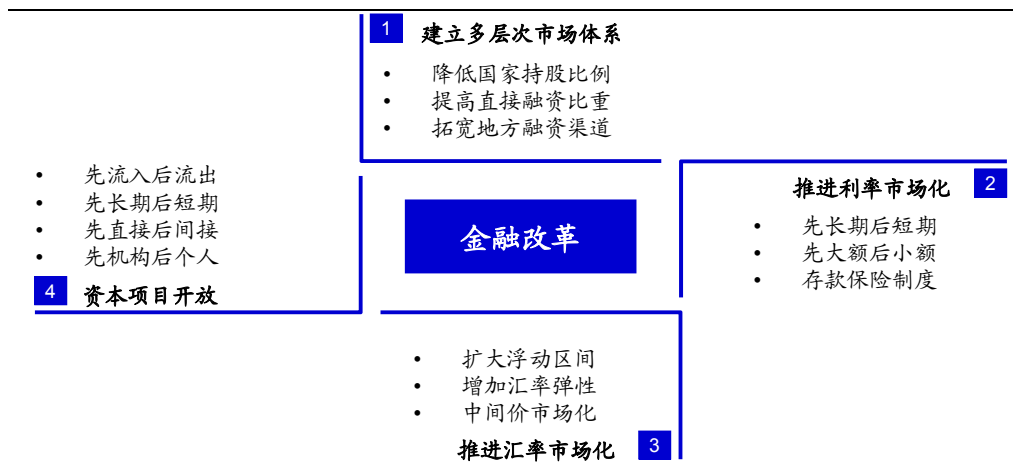 1 建立多层次市场体系
• 降低国家持股比例
• 提高直接融资比重
• 拓宽地方融资渠道
推进利率市场化 2
• 先长期后短期
• 先大额后小额
• 存款保险制度
金融改革
• 扩大浮动区间
• 增加汇率弹性
• 中间价市场化
推进汇率市场化 3
• 先流入后流出
• 先长期后短期
• 先直接后间接
• 先机构后个人
4 资本项目开放